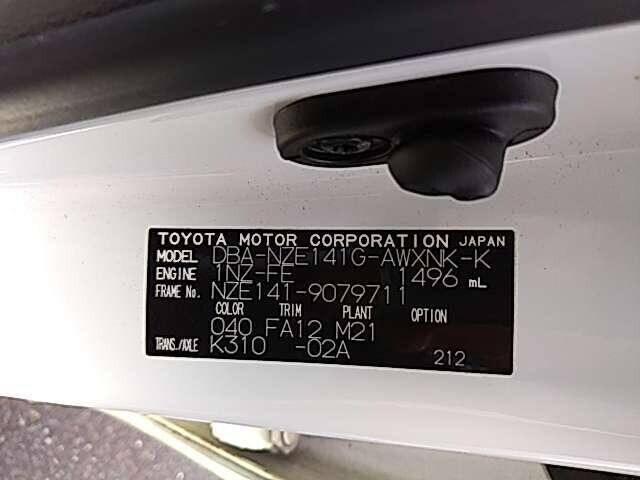 TOYOTA MOTOR CORPORATION JAPAN
MODEL DBA-NZE141G-AWXNK-K
ENGINE 1NZ-FE 1496 mL
FRAME No. NZE141-9079711
COLOR TRIM PLANT OPTION
040 FA12 M21
TRANS./AXLE K310 -02A 212